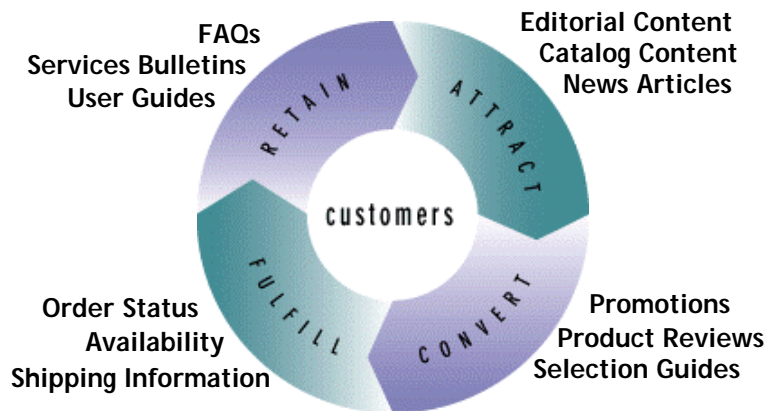 FAQs
Services Bulletins
User Guides
Editorial Content
Catalog Content
News Articles
RETAIN
ATTRACT
customers
FULFILL
CONVERT
Order Status
Availability
Shipping Information
Promotions
Product Reviews
Selection Guides